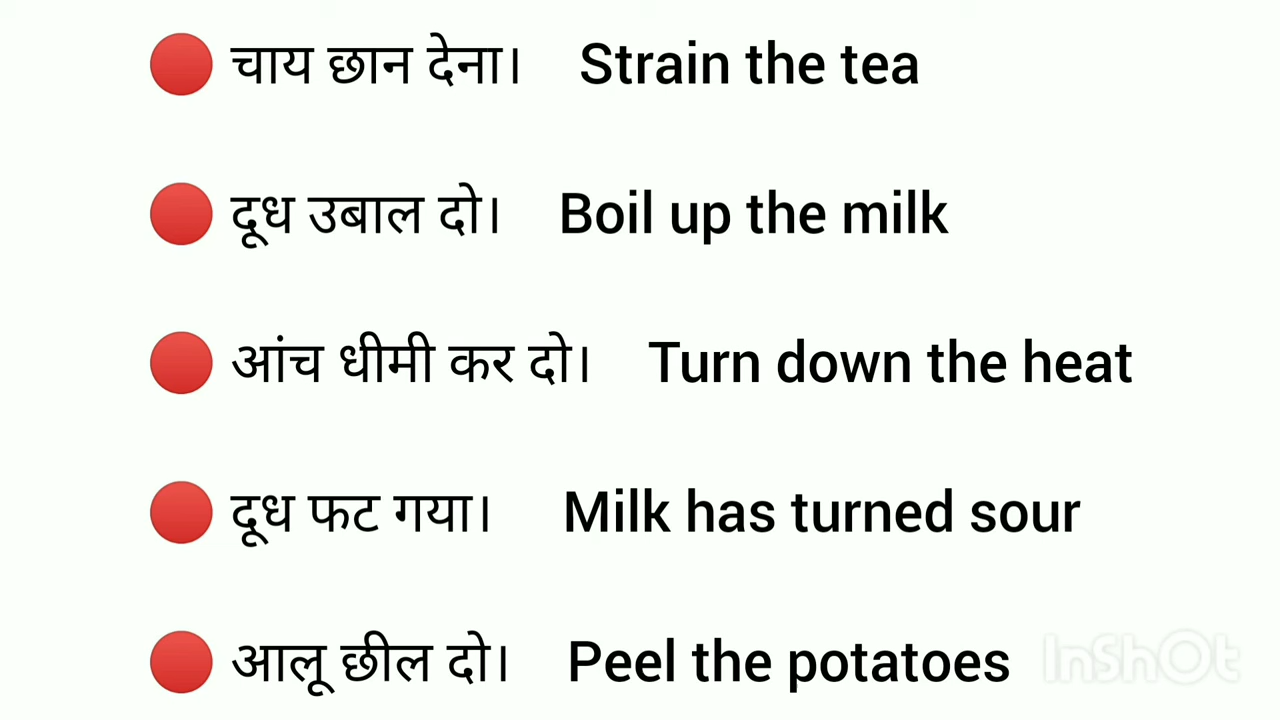 चाय छान देना। Strain the tea
दूध उबाल दो। Boil up the milk
आंच धीमी कर दो। Turn down the heat
दूध फट गया। Milk has turned sour
आलू छील दो। Peel the potatoes
InShOt